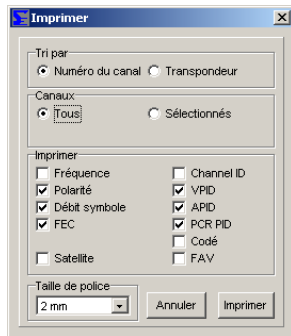 Imprimer
Tri par
Numéro du canal Transpondeur
Canaux
Tous Sélectionnés
Imprimer
Fréquence Channel ID
Polarité VPID
Débit symbole APID
FEC PCR PID
Codé
Satellite FAV
Taille de police
2 mm Annuler Imprimer